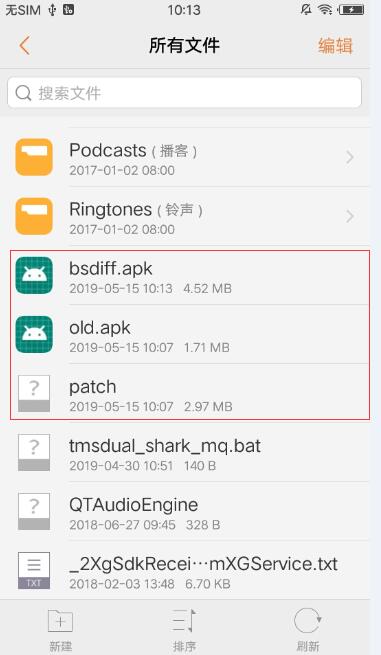 无SIM 10:13
所有文件 编辑
搜索文件
Podcasts（播客）
2017-01-02 08:00
Ringtones（铃声）
2017-01-02 08:00
bsdiff.apk
2019-05-15 10:13 4.52 MB
old.apk
2019-05-15 10:07 1.71 MB
? patch
2019-05-15 10:07 2.97 MB
? tmsdual_shark_mq.bat
2019-04-30 10:51 140 B
? QTAudioEngine
2018-06-27 09:45 328 B
_2XgSdkRecei···mXGService.txt
TXT 2018-02-03 13:48 6.70 KB
新建 排序 刷新